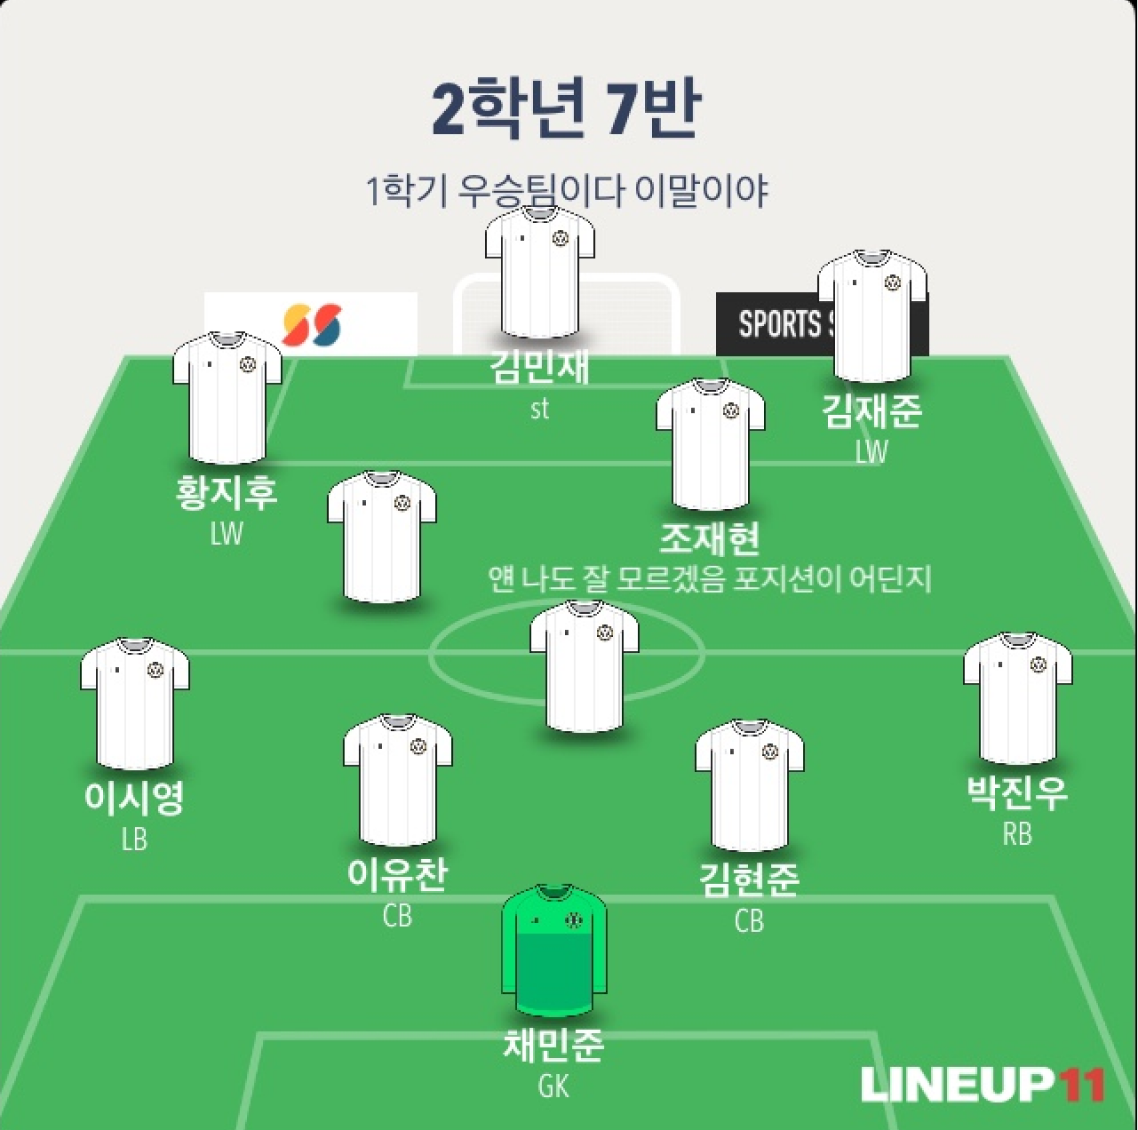 2학년 7반
1학기 우승팀이다 이말이야
SPORTS S
김민재
st
김재준
LW
황지후
LW
조재현
얜 나도 잘 모르겠음 포지션이 어딘지
이시영
LB
박진우
RB
이유찬
CB
김현준
CB
채민준
GK
LINEUP11